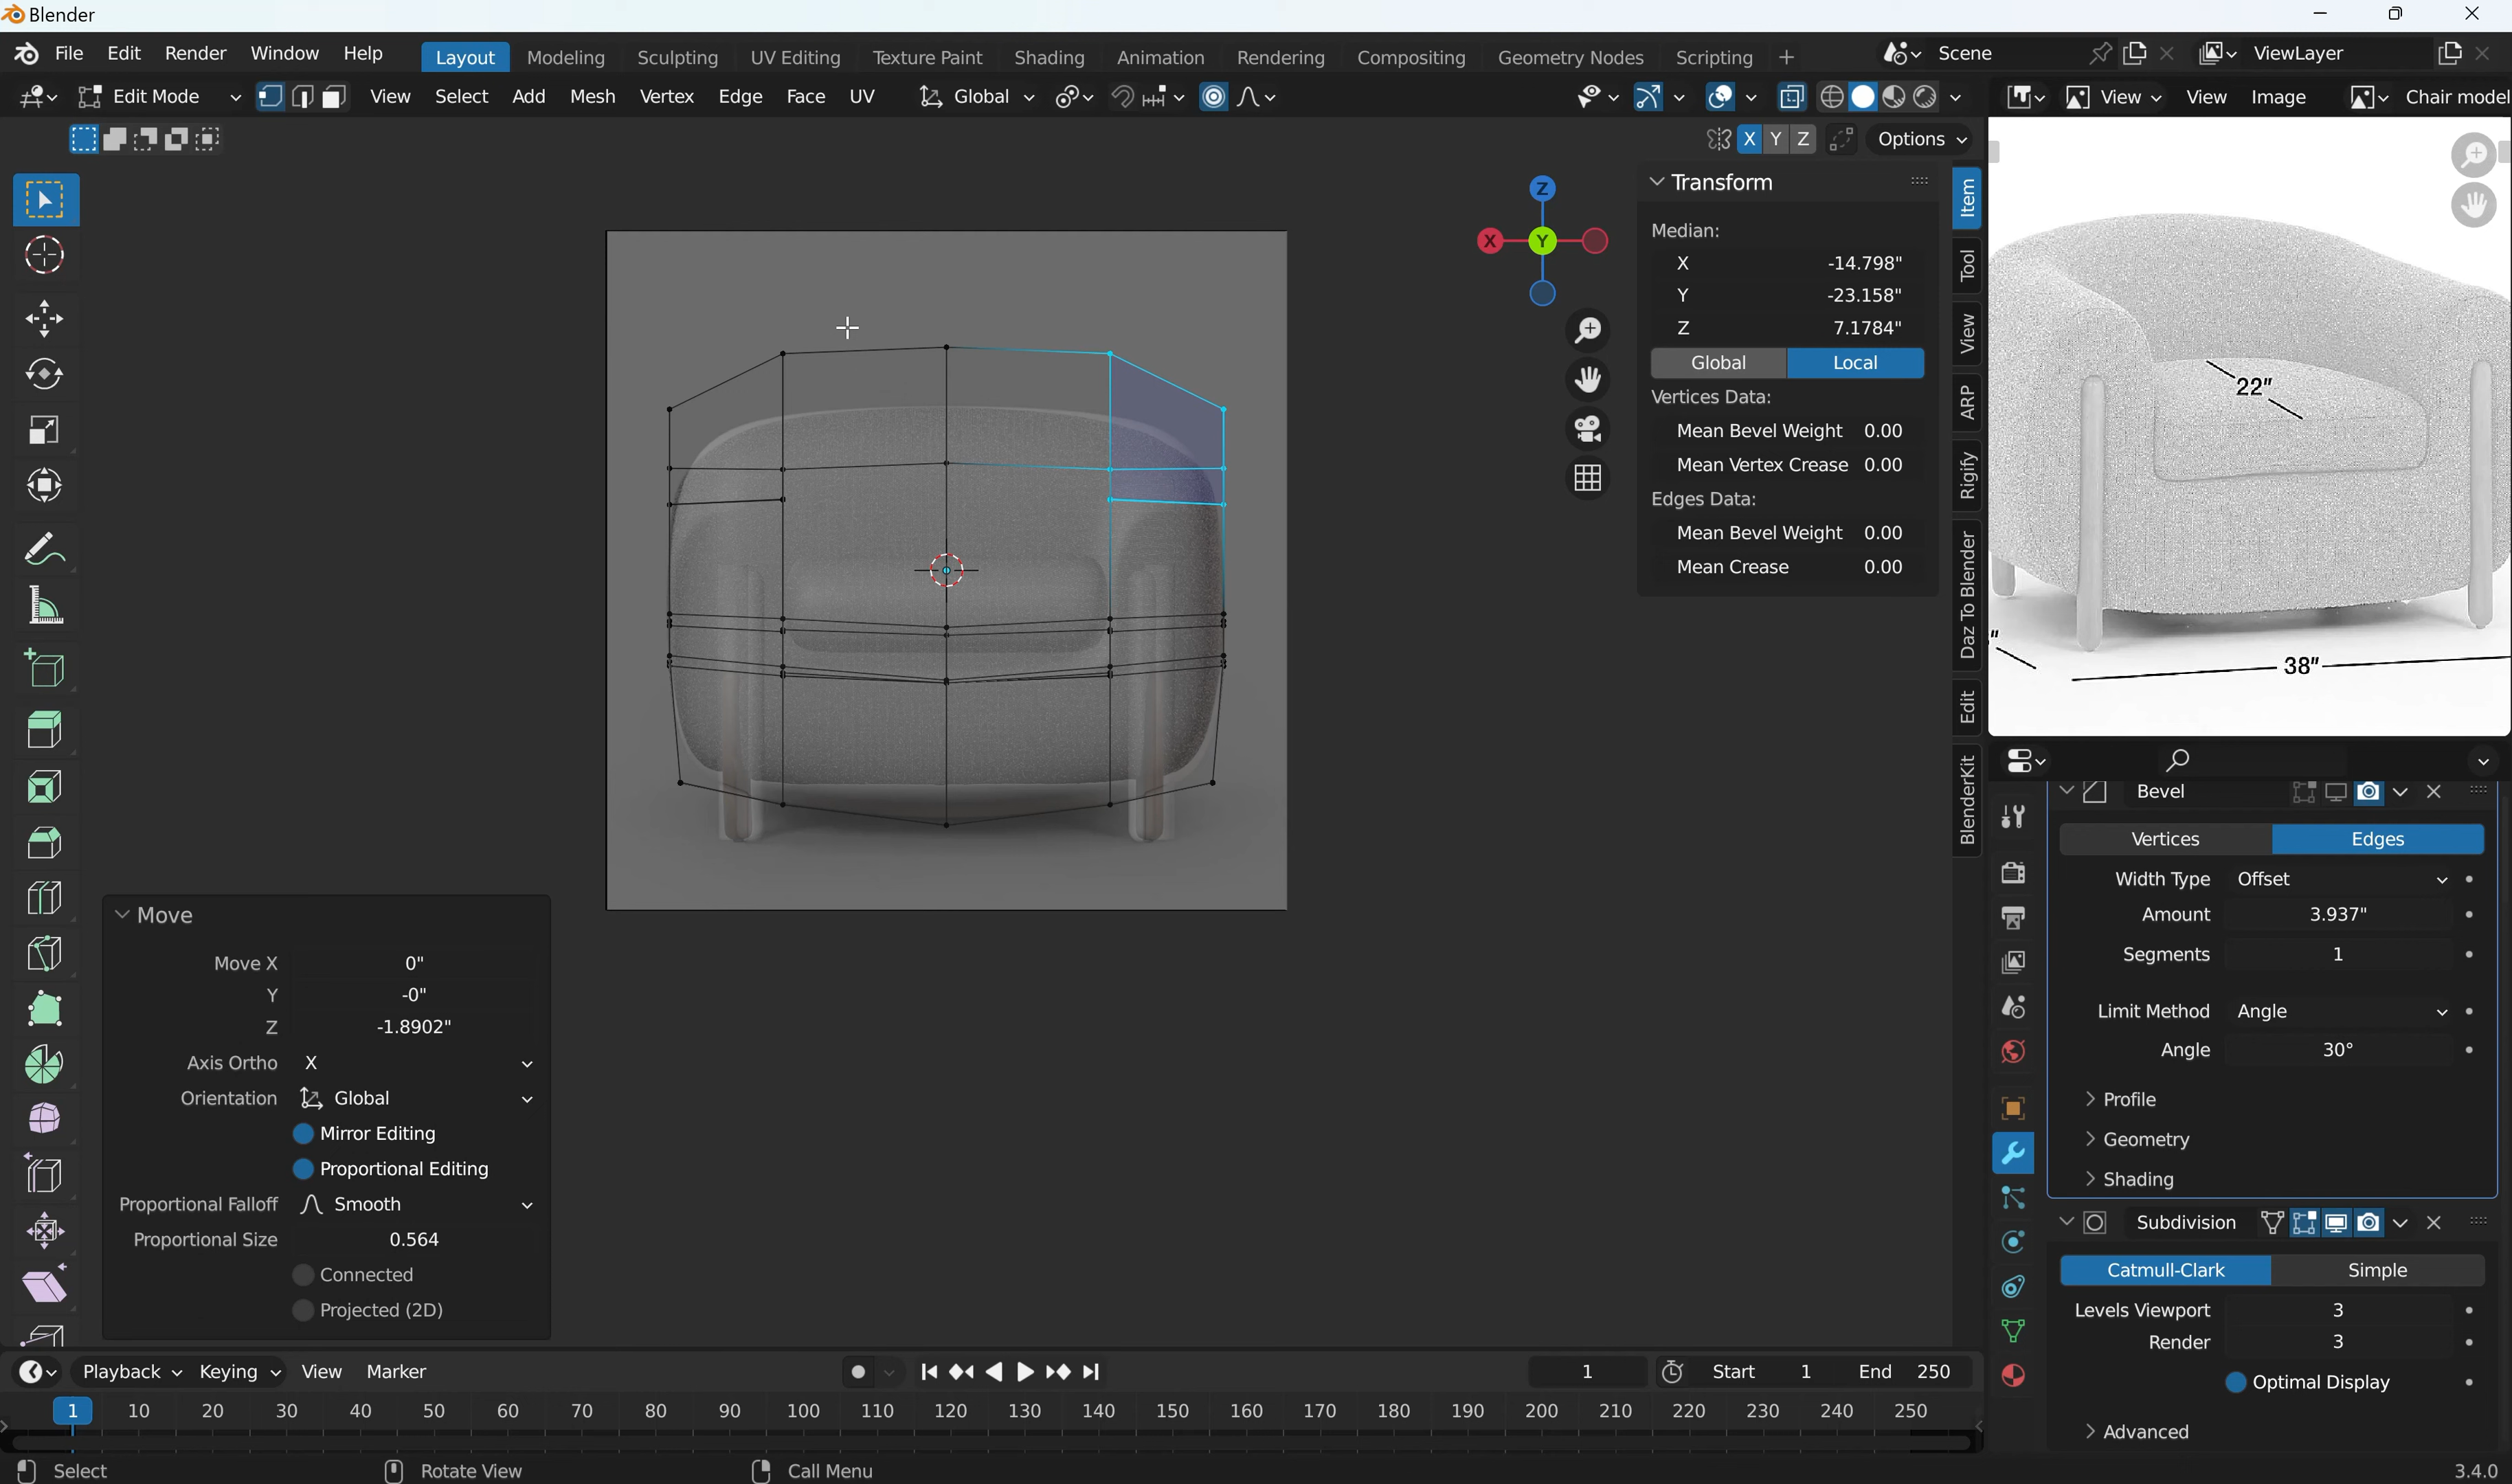 Blender
File Edit Render Window Help Layout Modeling Sculpting UV Editing Texture Paint Shading Animation Rendering Compositing Geometry Nodes Scripting + Scene ViewLayer
Edit Mode View Select Add Mesh Vertex Edge Face UV Global View View Image Chair model
X Y Z Options
Transform
Median:
X -14.798"
Y -23.158"
Z 7.1784"
Global Local
Vertices Data:
Mean Bevel Weight 0.00
Mean Vertex Crease 0.00
Edges Data:
Mean Bevel Weight 0.00
Mean Crease 0.00
Z
X
Y
Item
Tool
View
ARP
Rigify
Daz To Blender
Edit
BlenderKit
22"
38"
"
Bevel
Vertices Edges
Width Type Offset
Amount 3.937"
Segments 1
Limit Method Angle
Angle 30°
Profile
Geometry
Shading
Subdivision
Catmull-Clark Simple
Levels Viewport 3
Render 3
Optimal Display
Advanced
Move
Move X 0"
Y -0"
Z -1.8902"
Axis Ortho X
Orientation Global
Mirror Editing
Proportional Editing
Proportional Falloff Smooth
Proportional Size 0.564
Connected
Projected (2D)
Playback Keying View Marker 1 Start 1 End 250
1 10 20 30 40 50 60 70 80 90 100 110 120 130 140 150 160 170 180 190 200 210 220 230 240 250
Select Rotate View Call Menu 3.4.0